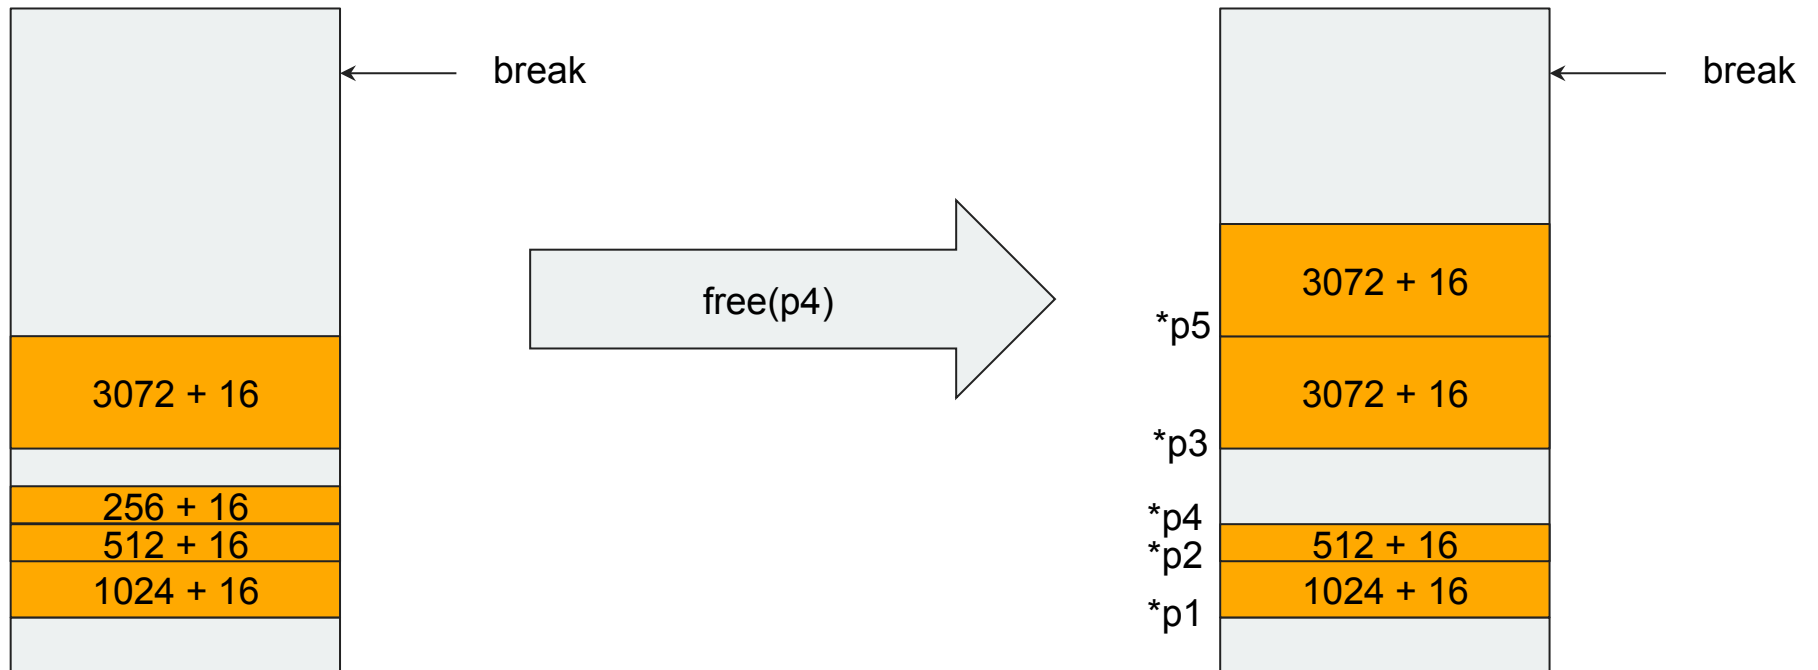 break
3072 + 16
256 + 16
512 + 16
1024 + 16
free(p4)
break
3072 + 16
*p5
3072 + 16
*p3
*p4
512 + 16
*p2
1024 + 16
*p1